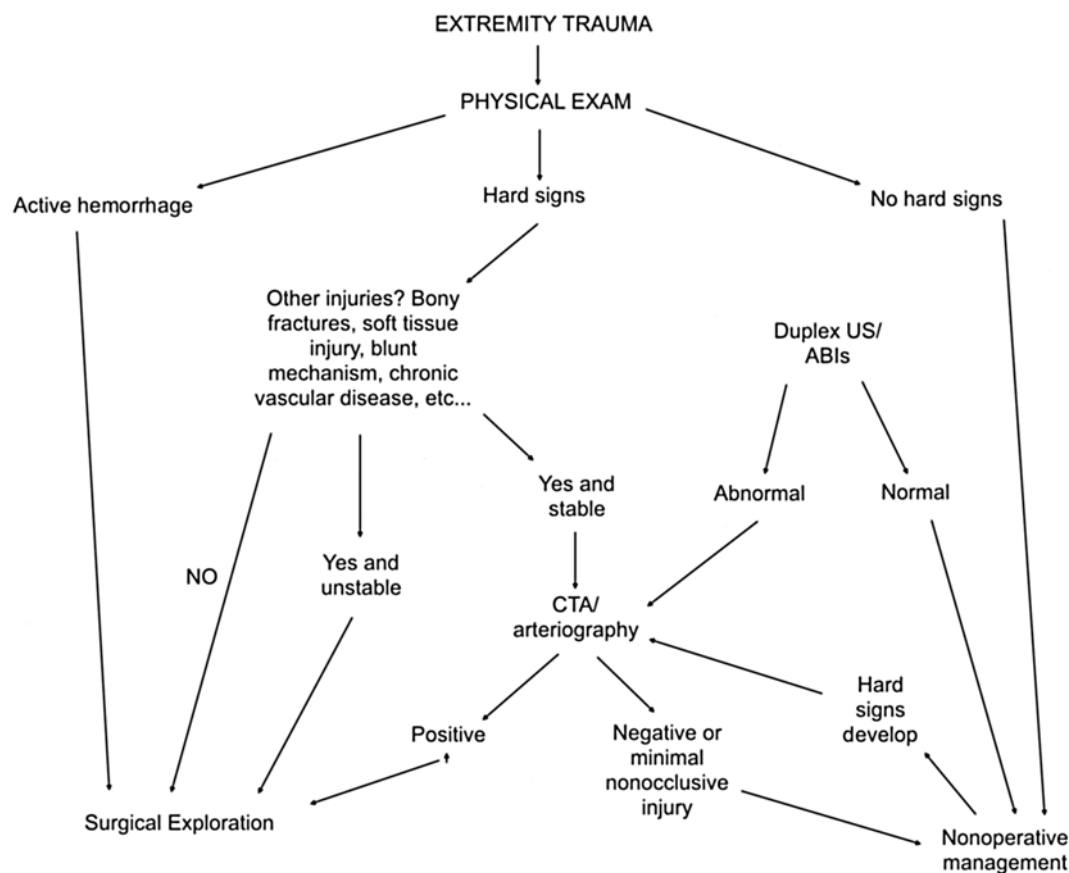 EXTREMITY TRAUMA
PHYSICAL EXAM
Active hemorrhage
Hard signs
No hard signs
Other injuries? Bony
fractures, soft tissue
injury, blunt
mechanism, chronic
vascular disease, etc...
Duplex US/
ABIs
Yes and
stable
Abnormal
Normal
NO
Yes and
unstable
CTA/
arteriography
Positive
Negative or
minimal
nonocclusive
injury
Hard
signs
develop
Surgical Exploration
Nonoperative
management